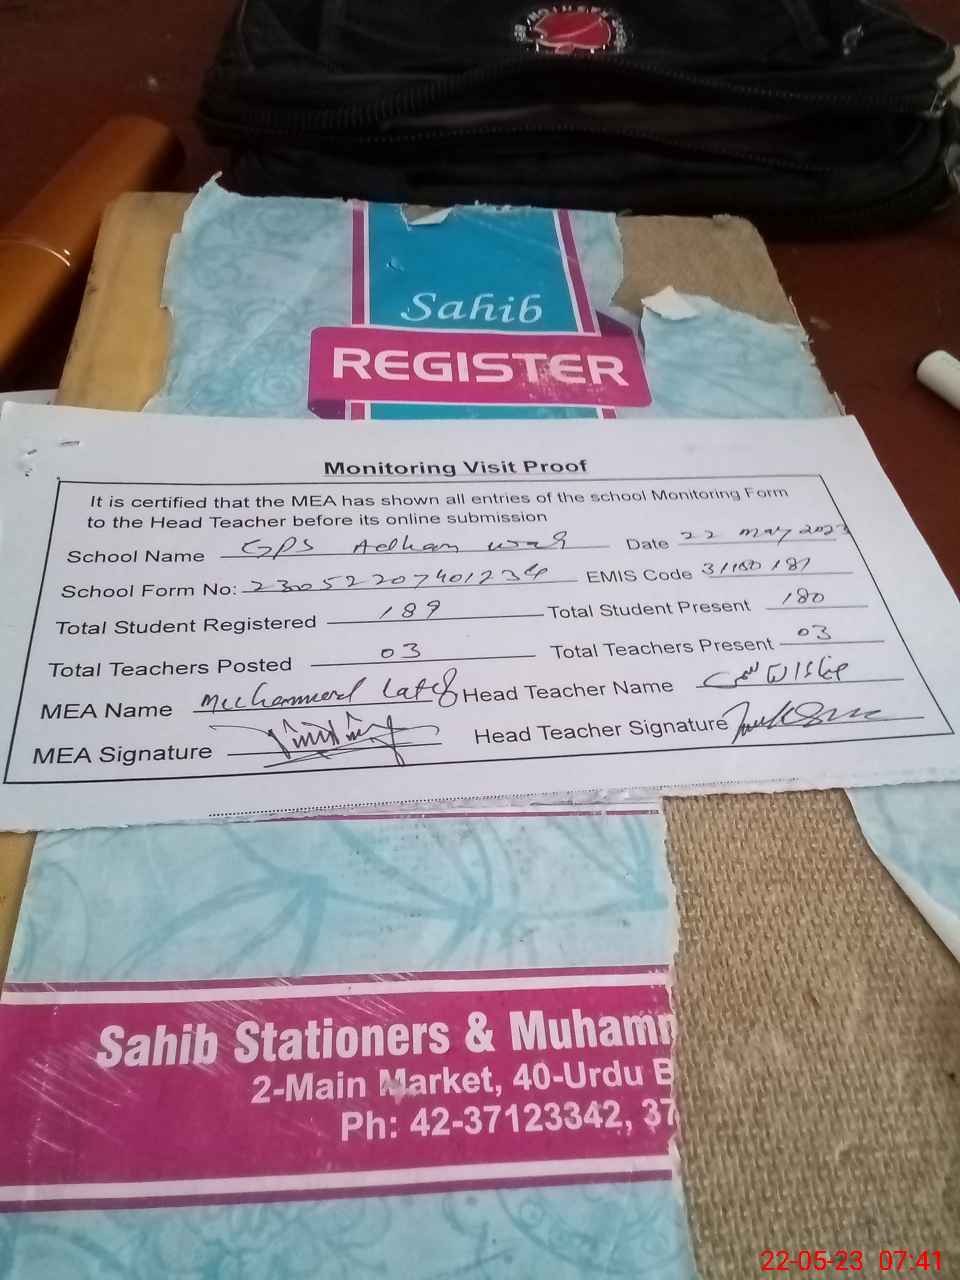 Sahib
REGISTER
Monitoring Visit Proof
It is certified that the MEA has shown all entries of the school Monitoring Form
to the Head Teacher before its online submission
School Name GPS Adham wah Date 22 may 2023
School Form No: 23052207401234 EMIS Code 31180187
Total Student Registered 189 Total Student Present 180
Total Teachers Posted 03 Total Teachers Present 03
MEA Name Muhammad Latif Head Teacher Name
MEA Signature Head Teacher Signature
Sahib Stationers & Muhamm
2-Main Market, 40-Urdu B
Ph: 42-37123342, 37
22-05-23 07:41